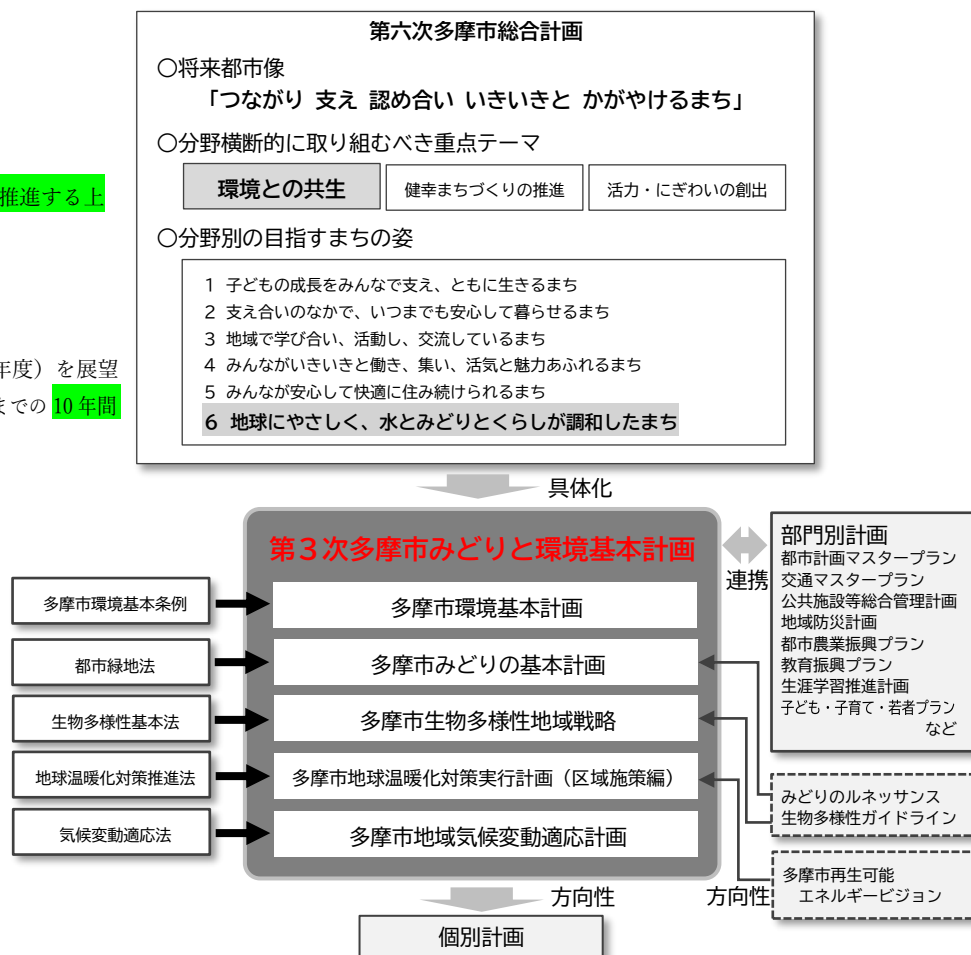 第六次多摩市総合計画
○将来都市像
「つながり 支え 認め合い いきいきと かがやけるまち」
○分野横断的に取り組むべき重点テーマ
環境との共生
健幸まちづくりの推進
活力・にぎわいの創出
○分野別の目指すまちの姿
1 子どもの成長をみんなで支え、ともに生きるまち
2 支え合いのなかで、いつまでも安心して暮らせるまち
3 地域で学び合い、活動し、交流しているまち
4 みんながいきいきと働き、集い、活気と魅力あふれるまち
5 みんなが安心して快適に住み続けられるまち
6 地球にやさしく、水とみどりとくらしが調和したまち
推進する上
年度）を展望
までの 10 年間
具体化
第３次多摩市みどりと環境基本計画
多摩市環境基本計画
多摩市みどりの基本計画
多摩市生物多様性地域戦略
多摩市地球温暖化対策実行計画（区域施策編）
多摩市地域気候変動適応計画
多摩市環境基本条例
都市緑地法
生物多様性基本法
地球温暖化対策推進法
気候変動適応法
連携
部門別計画
都市計画マスタープラン
交通マスタープラン
公共施設等総合管理計画
地域防災計画
都市農業振興プラン
教育振興プラン
生涯学習推進計画
子ども・子育て・若者プラン
など
みどりのルネッサンス
生物多様性ガイドライン
多摩市再生可能
エネルギービジョン
方向性
方向性
個別計画